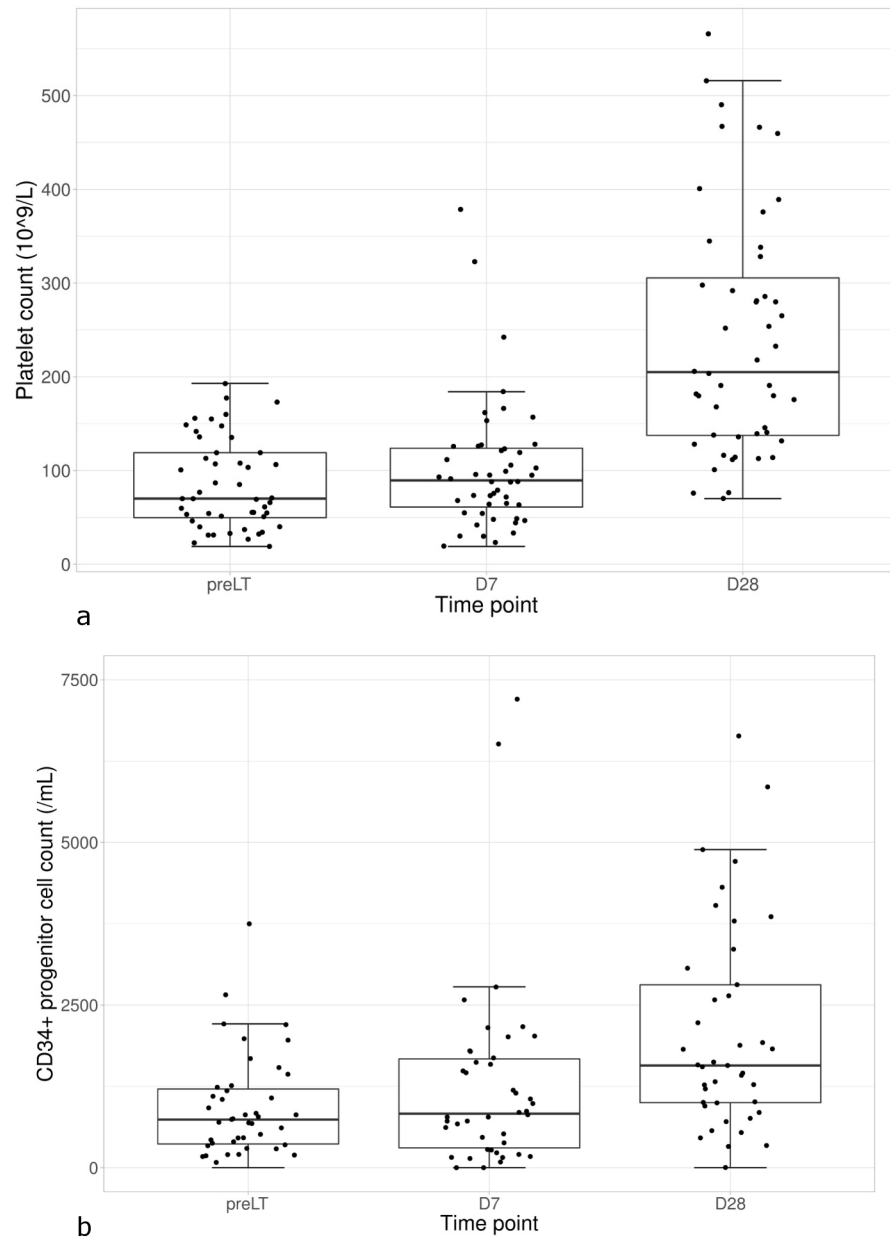 500
400
300
200
100
0
Platelet count (10^9/L)
preLT D7 D28
Time point
a
7500
5000
2500
0
CD34+ progenitor cell count (/mL)
preLT D7 D28
Time point
b